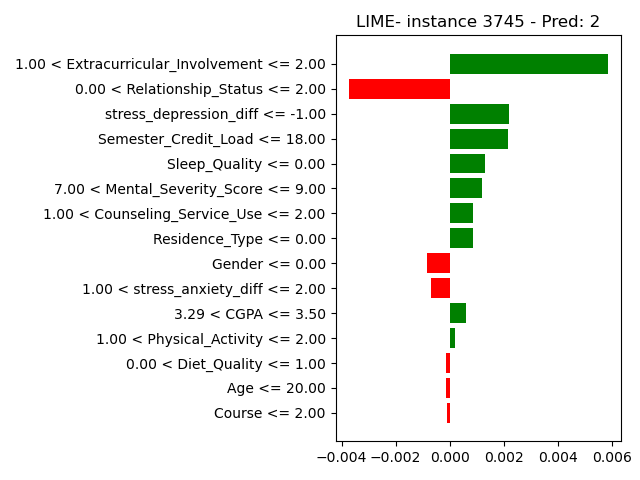 LIME- instance 3745 - Pred: 2
1.00 < Extracurricular_Involvement <= 2.00
0.00 < Relationship_Status <= 2.00
stress_depression_diff <= -1.00
Semester_Credit_Load <= 18.00
Sleep_Quality <= 0.00
7.00 < Mental_Severity_Score <= 9.00
1.00 < Counseling_Service_Use <= 2.00
Residence_Type <= 0.00
Gender <= 0.00
1.00 < stress_anxiety_diff <= 2.00
3.29 < CGPA <= 3.50
1.00 < Physical_Activity <= 2.00
0.00 < Diet_Quality <= 1.00
Age <= 20.00
Course <= 2.00
−0.004 −0.002 0.000 0.002 0.004 0.006